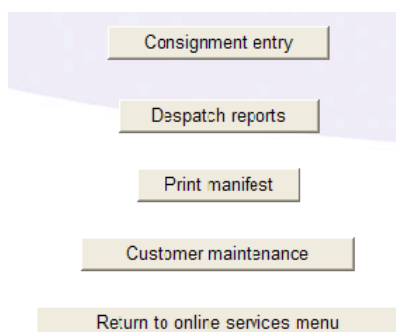 Consignment entry
Despatch reports
Print manifest
Customer maintenance
Return to online services menu